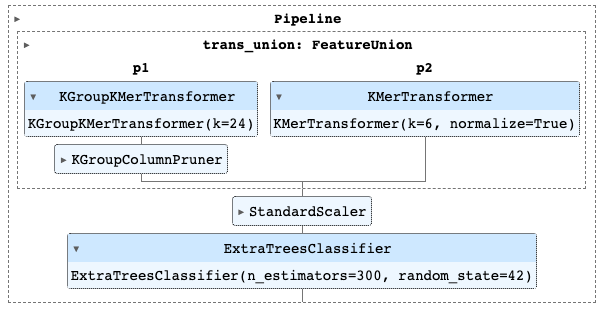 Pipeline
trans_union: FeatureUnion
p1
p2
KGroupKMerTransformer
KMerTransformer
KGroupKMerTransformer(k=24)
KMerTransformer(k=6, normalize=True)
KGroupColumnPruner
StandardScaler
ExtraTreesClassifier
ExtraTreesClassifier(n_estimators=300, random_state=42)